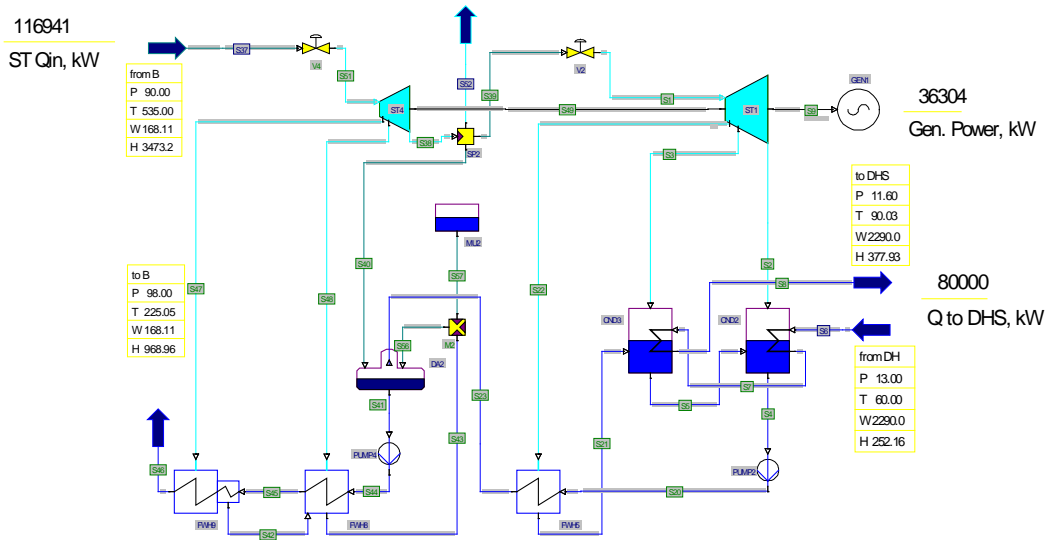 116941
ST Qin, kW
S37
V4
S51
from B
P 90.00
T 535.00
W 168.11
H 3473.2
ST4
S38
SP2
S52
S39
V2
S1
S49
ST1
S9
GEN1
36304
Gen. Power, kW
S3
to DHS
P 11.60
T 90.03
W 2290.0
H 377.93
MU2
S57
S40
S47
S48
S22
S2
S8
80000
Q to DHS, kW
to B
P 98.00
T 225.05
W 168.11
H 968.96
M2
S56
DA2
CND3
CND2
S6
from DH
P 13.00
T 60.00
W 2290.0
H 252.16
S7
S5
S4
S41
S23
S43
S21
PUMP4
PUMP2
S46
S45
S44
S20
FWH9
S42
FWH8
FWH5